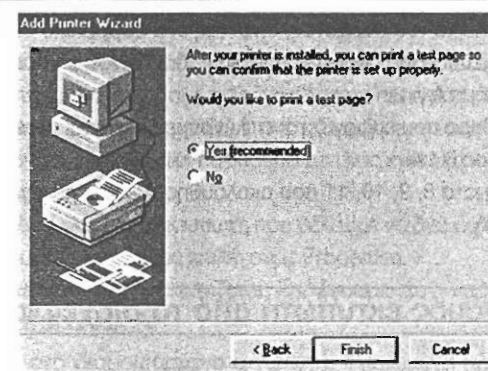 Add Printer Wizard
After your printer is installed, you can print a test page so
you can confirm that the printer is set up properly.
Would you like to print a test page?
Yes (recommended)
No
< Back
Finish
Cancel